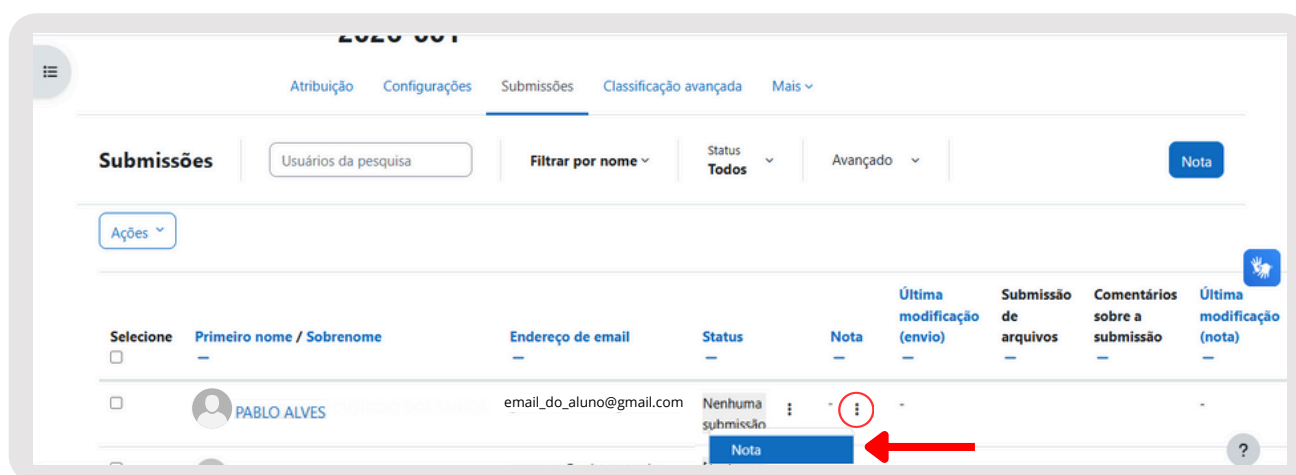 Atribuição Configurações Submissões Classificação avançada Mais
Submissões Usuários da pesquisa Filtrar por nome Status Todos Avançado Nota
Ações
Selecione Primeiro nome / Sobrenome Endereço de email Status Nota Última modificação (envio) Submissão de arquivos Comentários sobre a submissão Última modificação (nota)
PABLO ALVES email_do_aluno@gmail.com Nenhuma submissão - - -
Nota ?